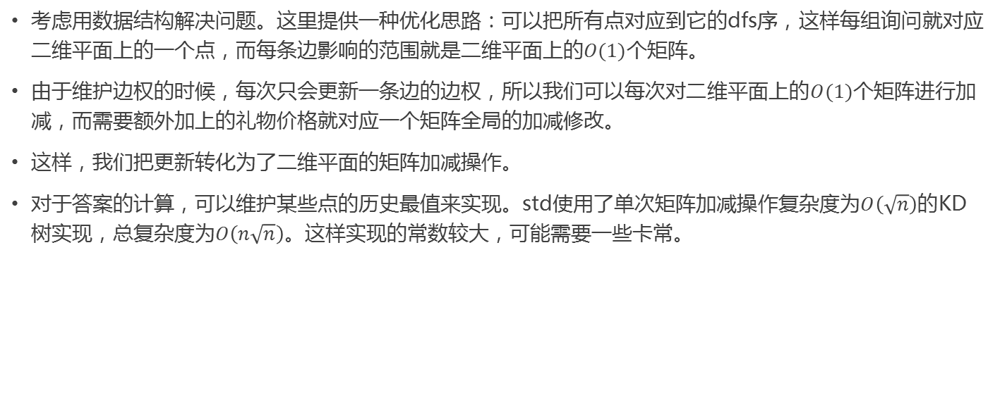 • 考虑用数据结构解决问题。这里提供一种优化思路：可以把所有点对应到它的dfs序，这样每组询问就对应
二维平面上的一个点，而每条边影响的范围就是二维平面上的O(1)个矩阵。
• 由于维护边权的时候，每次只会更新一条边的边权，所以我们可以每次对二维平面上的O(1)个矩阵进行加
减，而需要额外加上的礼物价格就对应一个矩阵全局的加减修改。
• 这样，我们把更新转化为了二维平面的矩阵加减操作。
• 对于答案的计算，可以维护某些点的历史最值来实现。std使用了单次矩阵加减操作复杂度为O(√n)的KD
树实现，总复杂度为O(n√n)。这样实现的常数较大，可能需要一些卡常。